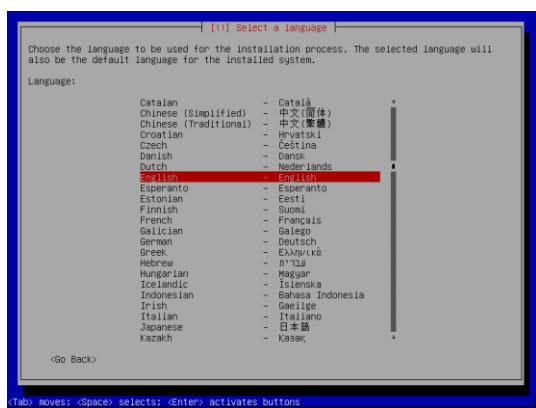 [!!] Select a language
Choose the language to be used for the installation process. The selected language will
also be the default language for the installed system.
Language:
Catalan - Català
Chinese (Simplified) - 中文(简体)
Chinese (Traditional) - 中文(繁體)
Croatian - Hrvatski
Czech - Čeština
Danish - Dansk
Dutch - Nederlands
English - English
Esperanto - Esperanto
Estonian - Eesti
Finnish - Suomi
French - Français
Galician - Galego
German - Deutsch
Greek - Ελληνικά
Hebrew - עברית
Hungarian - Magyar
Icelandic - Íslenska
Indonesian - Bahasa Indonesia
Irish - Gaeilge
Italian - Italiano
Japanese - 日本語
Kazakh - Қазақ
<Go Back>
<Tab> moves; <Space> selects; <Enter> activates buttons